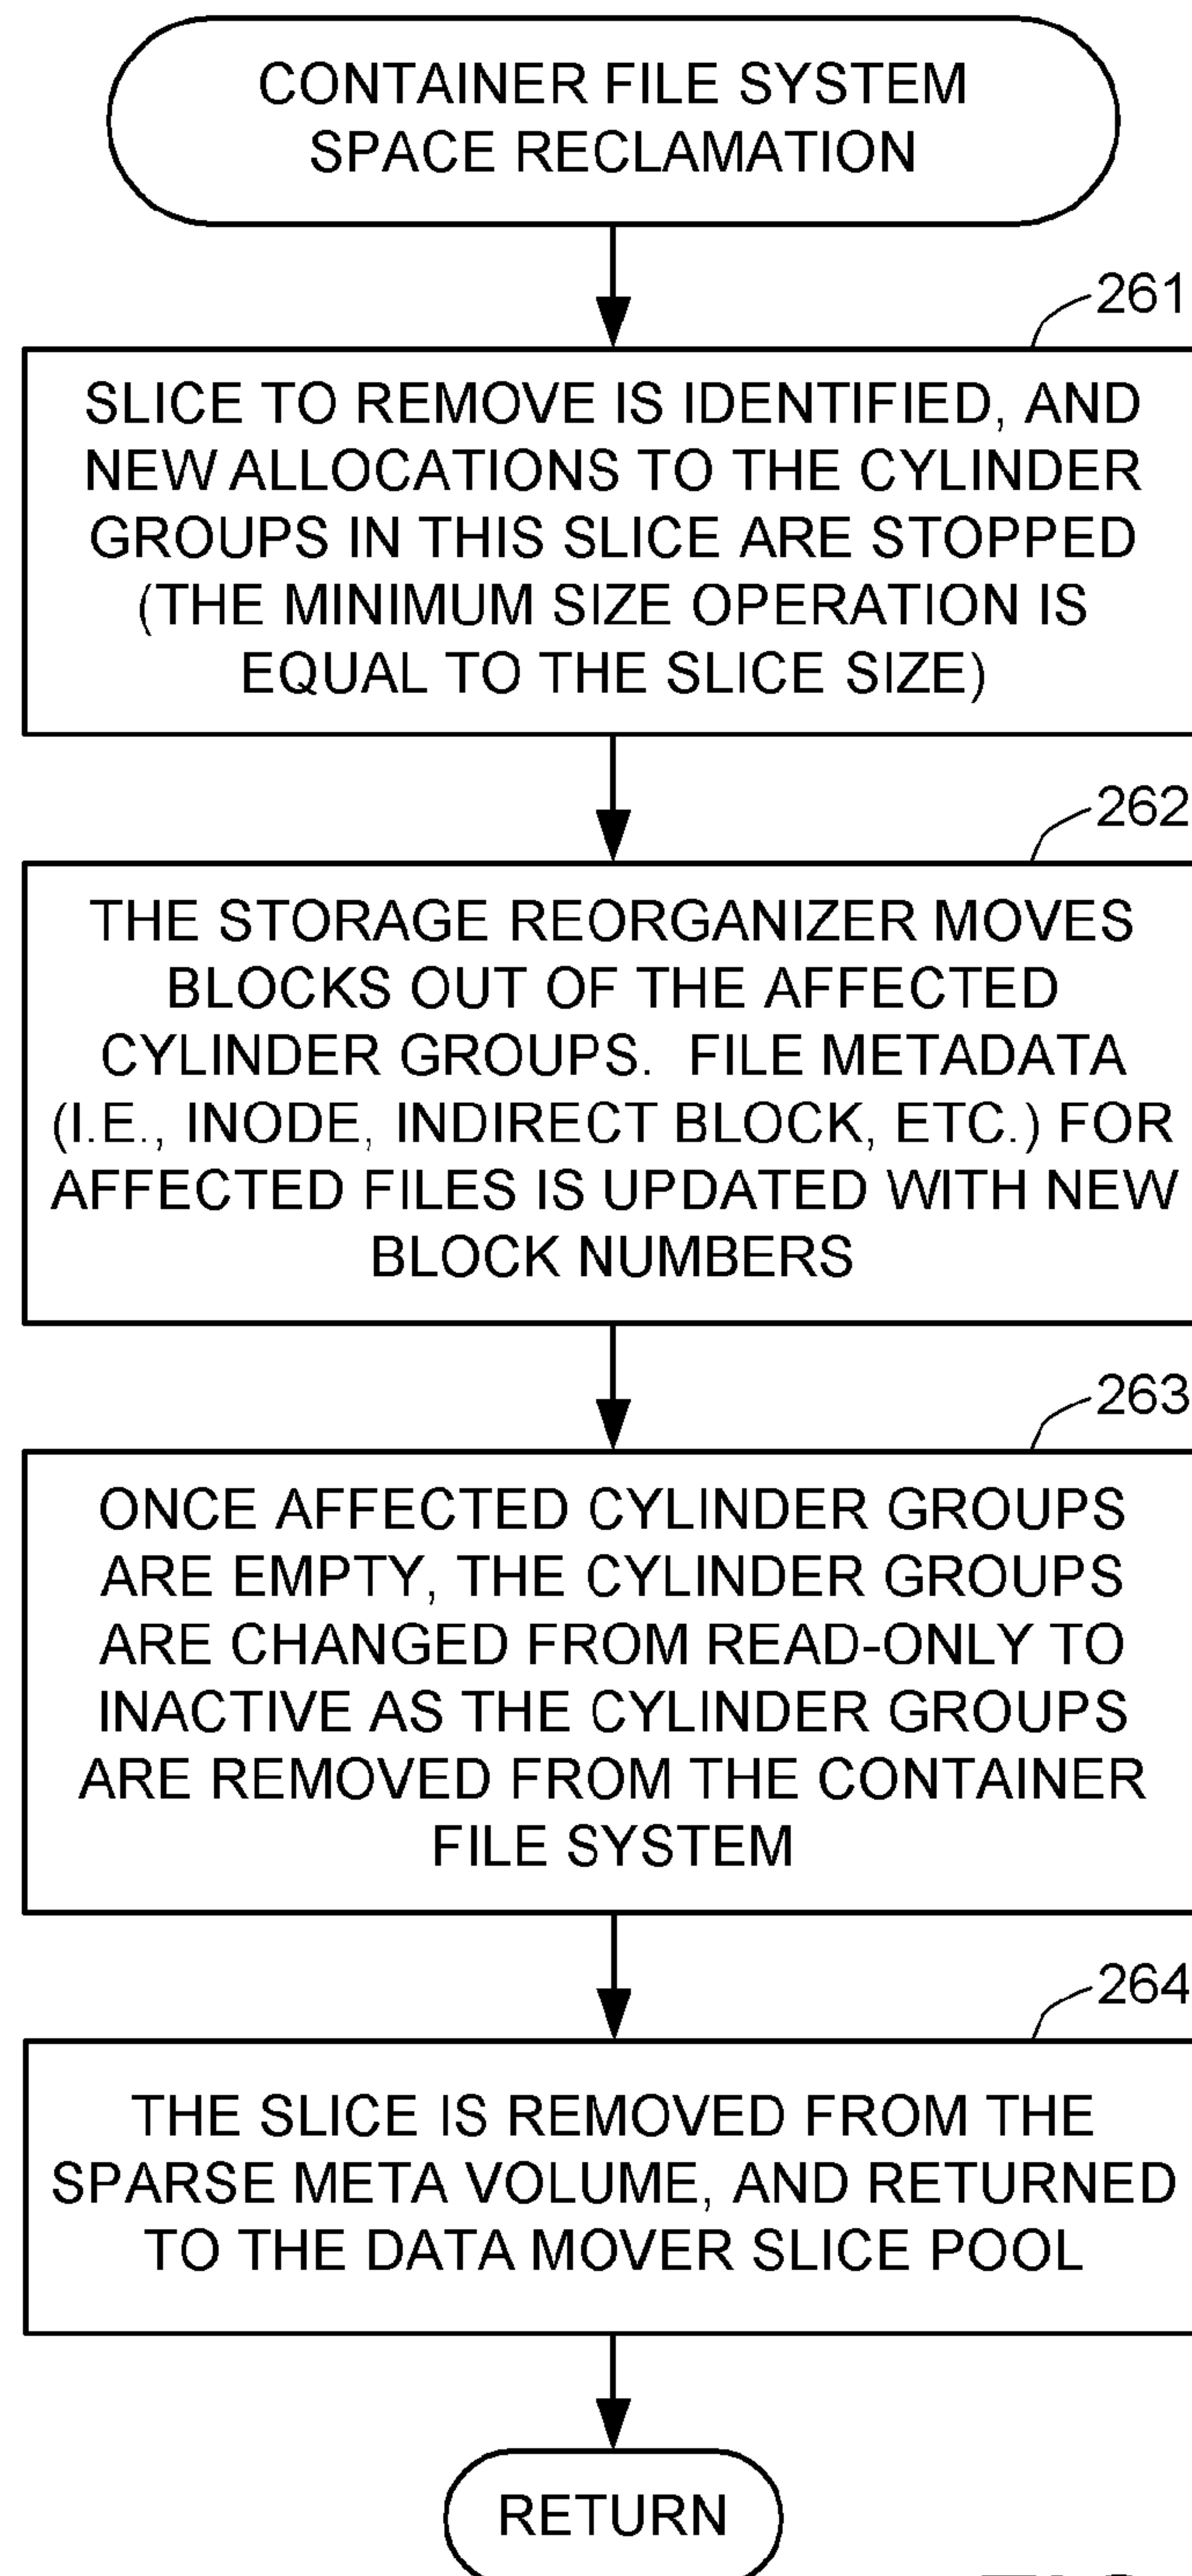 CONTAINER FILE SYSTEM
SPACE RECLAMATION
261
SLICE TO REMOVE IS IDENTIFIED, AND
NEW ALLOCATIONS TO THE CYLINDER
GROUPS IN THIS SLICE ARE STOPPED
(THE MINIMUM SIZE OPERATION IS
EQUAL TO THE SLICE SIZE)
262
THE STORAGE REORGANIZER MOVES
BLOCKS OUT OF THE AFFECTED
CYLINDER GROUPS. FILE METADATA
(I.E., INODE, INDIRECT BLOCK, ETC.) FOR
AFFECTED FILES IS UPDATED WITH NEW
BLOCK NUMBERS
263
ONCE AFFECTED CYLINDER GROUPS
ARE EMPTY, THE CYLINDER GROUPS
ARE CHANGED FROM READ-ONLY TO
INACTIVE AS THE CYLINDER GROUPS
ARE REMOVED FROM THE CONTAINER
FILE SYSTEM
264
THE SLICE IS REMOVED FROM THE
SPARSE META VOLUME, AND RETURNED
TO THE DATA MOVER SLICE POOL
RETURN